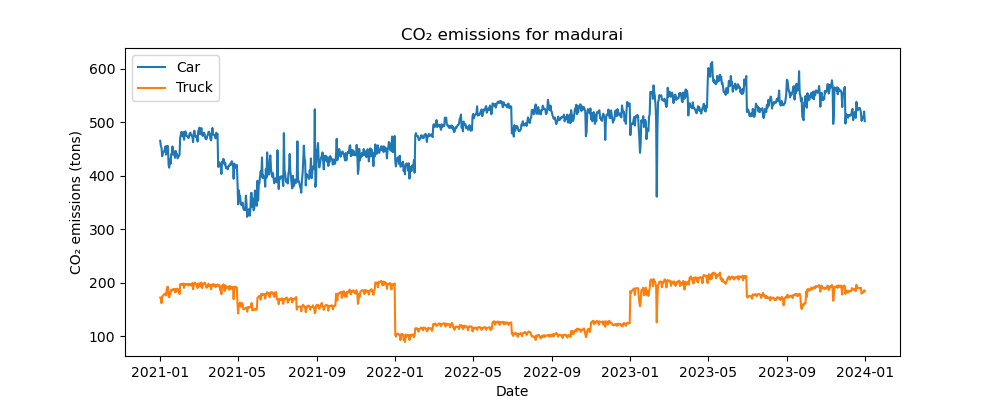 CO₂ emissions for madurai
Car
Truck
CO₂ emissions (tons)
600
500
400
300
200
100
2021-01 2021-05 2021-09 2022-01 2022-05 2022-09 2023-01 2023-05 2023-09 2024-01
Date